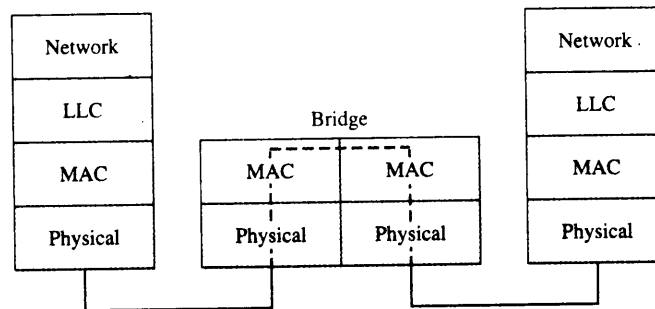 Network
LLC
MAC
Physical
Bridge
MAC
MAC
Physical
Physical
Network
LLC
MAC
Physical